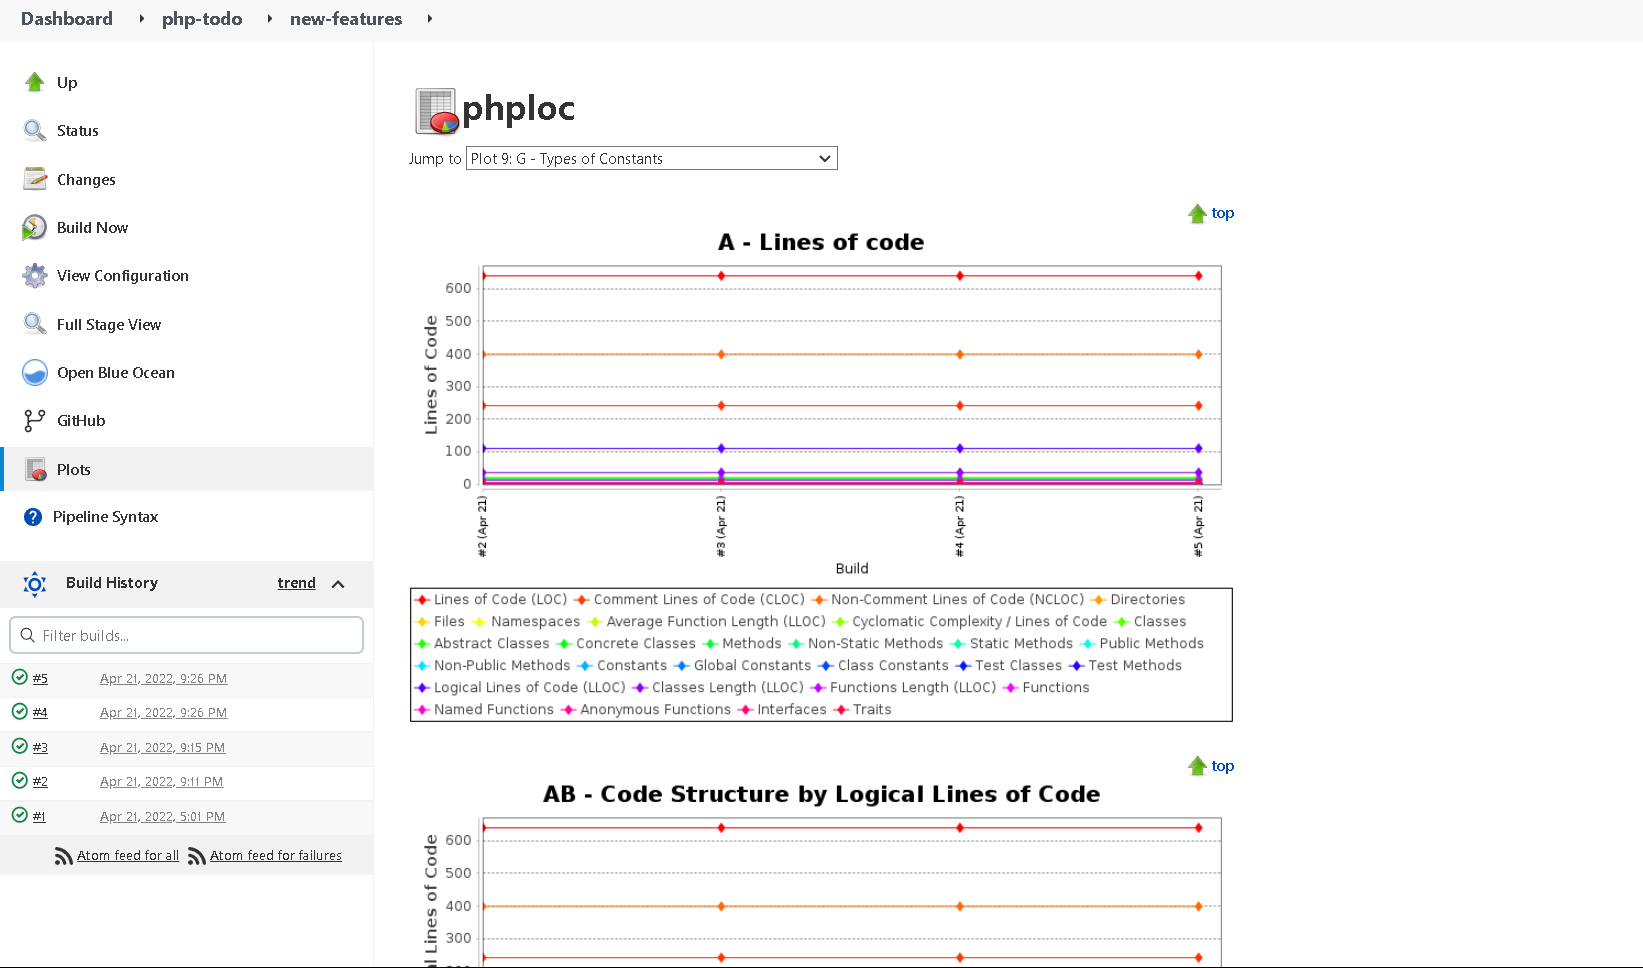 Dashboard php-todo new-features
Up
Status
Changes
Build Now
View Configuration
Full Stage View
Open Blue Ocean
GitHub
Plots
Pipeline Syntax
Build History trend
Filter builds...
#5 Apr 21, 2022, 9:26 PM
#4 Apr 21, 2022, 9:26 PM
#3 Apr 21, 2022, 9:15 PM
#2 Apr 21, 2022, 9:11 PM
#1 Apr 21, 2022, 5:01 PM
Atom feed for all Atom feed for failures
phploc
Jump to Plot 9: G - Types of Constants
top
A - Lines of code
Lines of Code
600
500
400
300
200
100
0
#2 (Apr 21) #3 (Apr 21) #4 (Apr 21) #5 (Apr 21)
Build
Lines of Code (LOC) Comment Lines of Code (CLOC) Non-Comment Lines of Code (NCLOC) Directories
Files Namespaces Average Function Length (LLOC) Cyclomatic Complexity / Lines of Code Classes
Abstract Classes Concrete Classes Methods Non-Static Methods Static Methods Public Methods
Non-Public Methods Constants Global Constants Class Constants Test Classes Test Methods
Logical Lines of Code (LLOC) Classes Length (LLOC) Functions Length (LLOC) Functions
Named Functions Anonymous Functions Interfaces Traits
top
AB - Code Structure by Logical Lines of Code
Lines of Code
600
500
400
300